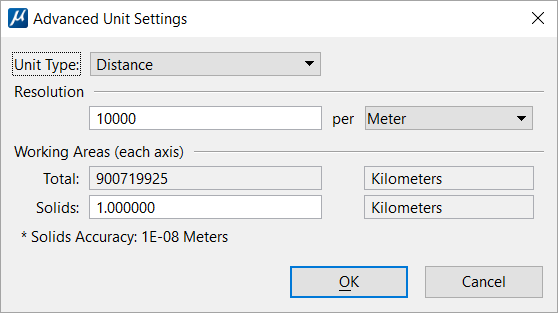 Advanced Unit Settings
Unit Type: Distance
Resolution
10000 per Meter
Working Areas (each axis)
Total: 900719925 Kilometers
Solids: 1.000000 Kilometers
* Solids Accuracy: 1E-08 Meters
OK Cancel